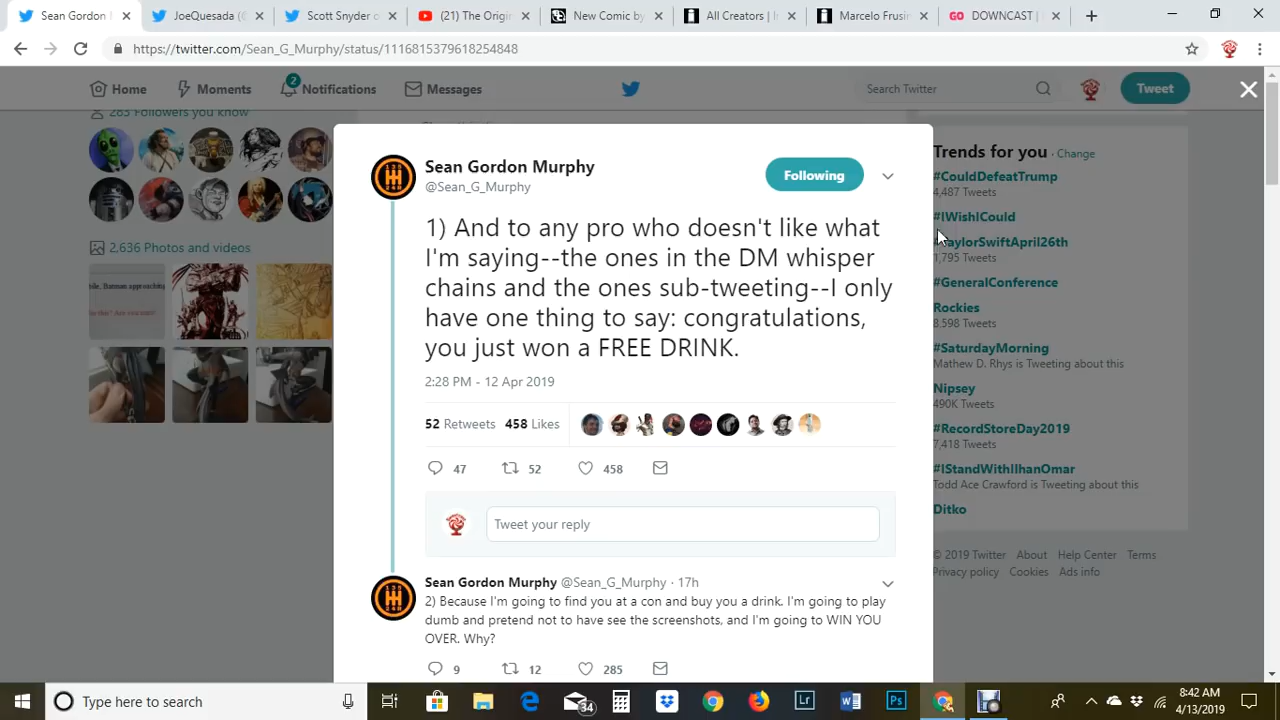 Sean Gordon M
JoeQuesada (
Scott Snyder o
(21) The Origin
New Comic by
All Creators | I
Marcelo Frusin
GO DOWNCAST |
https://twitter.com/Sean_G_Murphy/status/1116815379618254848
Home
Moments
2
Notifications
Messages
Search Twitter
Tweet
263 Followers you know
2,636 Photos and videos
Sean Gordon Murphy
@Sean_G_Murphy
Following
1) And to any pro who doesn't like what
I'm saying--the ones in the DM whisper
chains and the ones sub-tweeting--I only
have one thing to say: congratulations,
you just won a FREE DRINK.
2:28 PM - 12 Apr 2019
52 Retweets 458 Likes
47 52 458
Tweet your reply
Sean Gordon Murphy @Sean_G_Murphy · 17h
2) Because I'm going to find you at a con and buy you a drink. I'm going to play
dumb and pretend not to have see the screenshots, and I'm going to WIN YOU
OVER. Why?
9 12 285
Trends for you · Change
#CouldDefeatTrump
4,487 Tweets
#IWishICould
aylorSwiftApril26th
1,795 Tweets
#GeneralConference
Rockies
8,598 Tweets
#SaturdayMorning
Mathew D. Rhys is Tweeting about this
Nipsey
490K Tweets
#RecordStoreDay2019
7,418 Tweets
#IStandWithIlhanOmar
Todd Ace Crawford is Tweeting about this
Ditko
© 2019 Twitter About Help Center Terms
Privacy policy Cookies Ads info
Type here to search
34
Lr
Ps
8:42 AM
4/13/2019